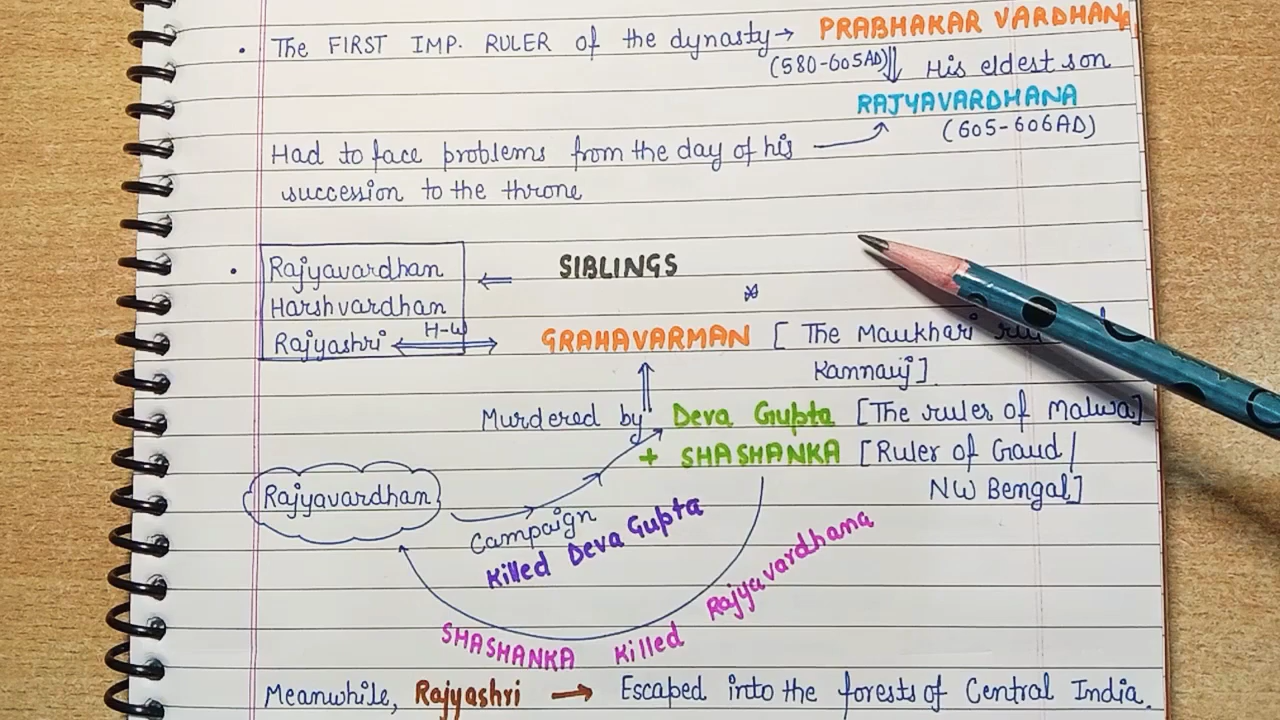 • The FIRST IMP. RULER of the dynasty → PRABHAKAR VARDHANA
(580-605AD) ⇓ His eldest son
RAJYAVARDHANA
(605-606AD)
Had to face problems from the day of his
succession to the throne
• Rajyavardhan ⇐ SIBLINGS
Harshvardhan
Rajyashri H-W GRAHAVARMAN [The Maukhari
Kannauj]
Murdered by Deva Gupta [The ruler of Malwa]
+ SHASHANKA [Ruler of Gaud/
NW Bengal]
Rajyavardhan
Campaign
Killed Deva Gupta
SHASHANKA Killed Rajyavardhana
Meanwhile, Rajyashri → Escaped into the forests of Central India.